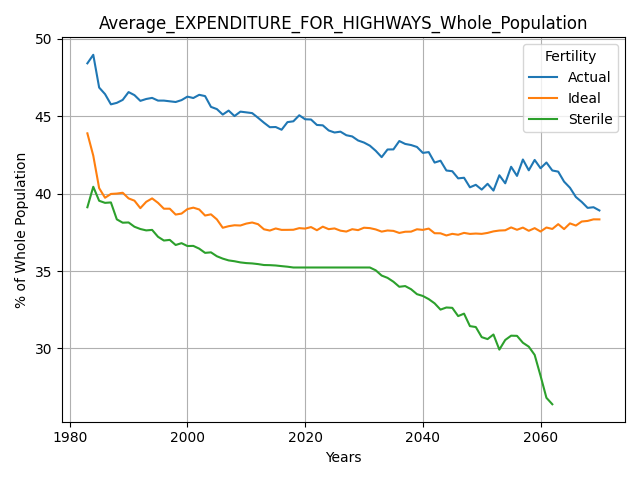 Average_EXPENDITURE_FOR_HIGHWAYS_Whole_Population
% of Whole Population
50
45
40
35
30
Fertility
Actual
Ideal
Sterile
1980
2000
2020
2040
2060
Years